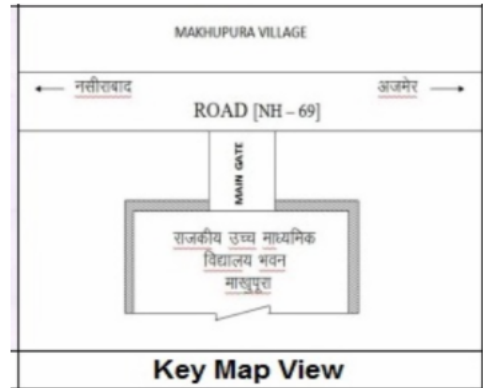 MAKHUPURA VILLAGE
← नसीराबाद अजमेर →
ROAD [NH – 69]
MAIN GATE
राजकीय उच्च माध्यमिक
विद्यालय भवन
माखुपूरा
Key Map View